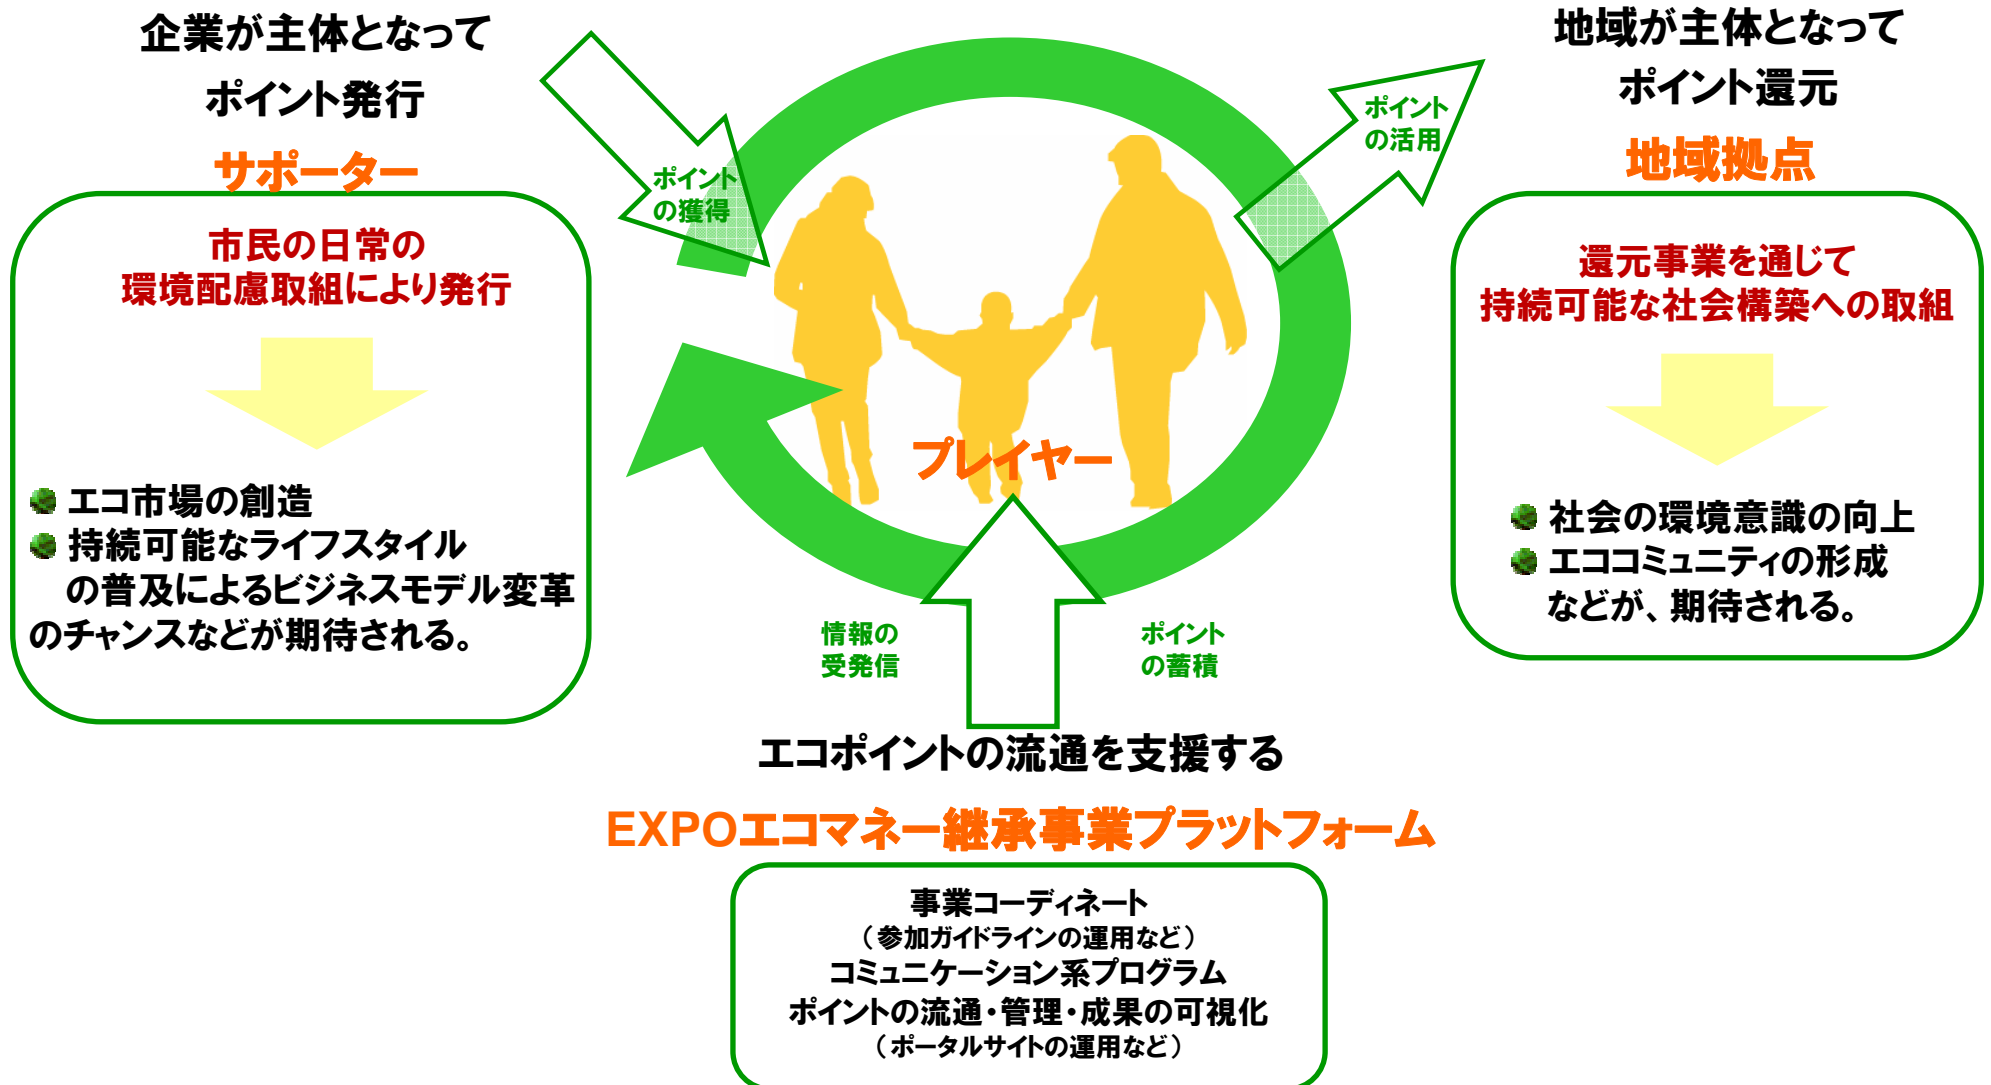 企業が主体となって
ポイント発行
サポーター
市民の日常の
環境配慮取組により発行
エコ市場の創造
持続可能なライフスタイル
の普及によるビジネスモデル変革
のチャンスなどが期待される。
ポイント
の獲得
プレイヤー
ポイント
の活用
地域が主体となって
ポイント還元
地域拠点
還元事業を通じて
持続可能な社会構築への取組
社会の環境意識の向上
エココミュニティの形成
などが、期待される。
情報の
受発信
ポイント
の蓄積
エコポイントの流通を支援する
EXPOエコマネー継承事業プラットフォーム
事業コーディネート
（参加ガイドラインの運用など）
コミュニケーション系プログラム
ポイントの流通・管理・成果の可視化
（ポータルサイトの運用など）